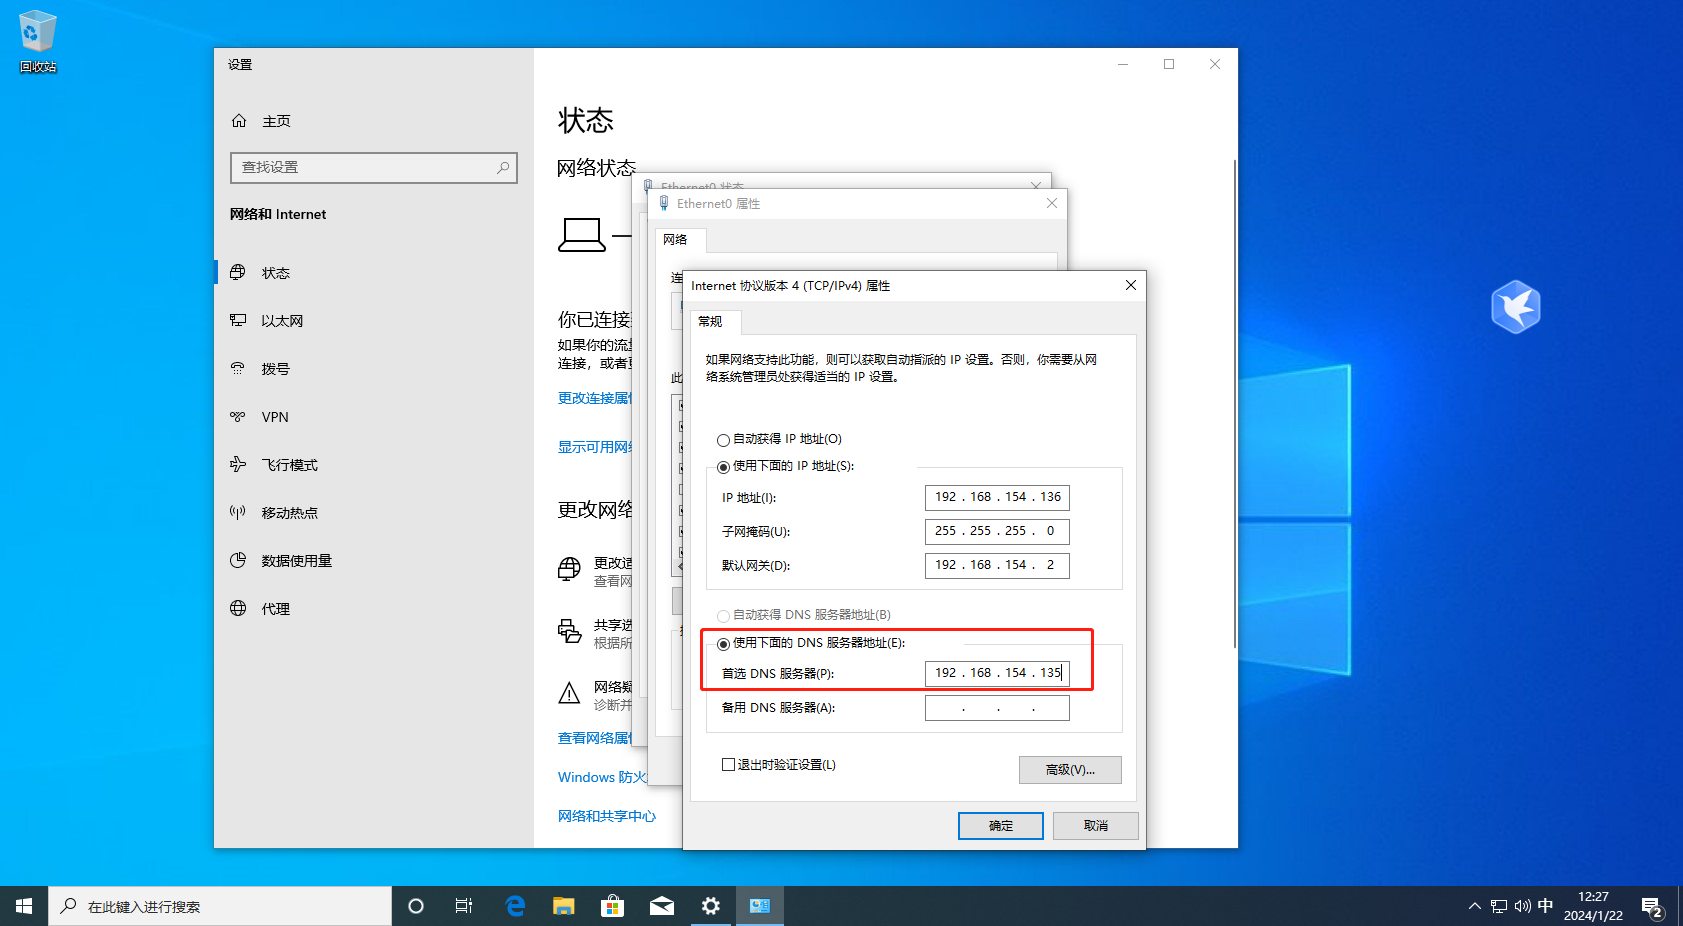 回收站
设置
主页
查找设置
网络和 Internet
状态
以太网
拨号
VPN
飞行模式
移动热点
数据使用量
代理
状态
网络状态
你已连接
如果你的流
连接，或者
更改连接属
显示可用网
更改网络
更改适
查看网
共享选
根据所
网络疑
诊断并
查看网络属
Windows 防火
网络和共享中心
Ethernet0 状态
Ethernet0 属性
网络
连
此
Internet 协议版本 4 (TCP/IPv4) 属性
常规
如果网络支持此功能，则可以获取自动指派的 IP 设置。否则，你需要从网
络系统管理员处获得适当的 IP 设置。
自动获得 IP 地址(O)
使用下面的 IP 地址(S):
IP 地址(I): 192 . 168 . 154 . 136
子网掩码(U): 255 . 255 . 255 . 0
默认网关(D): 192 . 168 . 154 . 2
自动获得 DNS 服务器地址(B)
使用下面的 DNS 服务器地址(E):
首选 DNS 服务器(P): 192 . 168 . 154 . 135
备用 DNS 服务器(A): . . .
退出时验证设置(L)
高级(V)...
确定
取消
在此键入进行搜索
中
12:27
2024/1/22
2